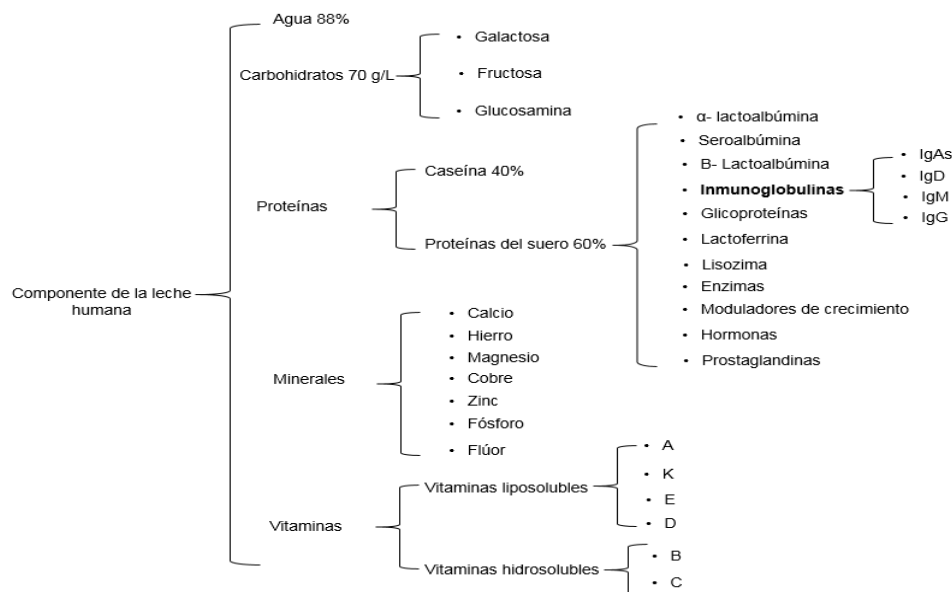 Componente de la leche
humana
Agua 88%
Carbohidratos 70 g/L
• Galactosa
• Fructosa
• Glucosamina
Proteínas
Caseína 40%
Proteínas del suero 60%
• α- lactoalbúmina
• Seroalbúmina
• B- Lactoalbúmina
• Inmunoglobulinas
• IgAs
• IgD
• IgM
• IgG
• Glicoproteínas
• Lactoferrina
• Lisozima
• Enzimas
• Moduladores de crecimiento
• Hormonas
• Prostaglandinas
Minerales
• Calcio
• Hierro
• Magnesio
• Cobre
• Zinc
• Fósforo
• Flúor
Vitaminas
Vitaminas liposolubles
• A
• K
• E
• D
Vitaminas hidrosolubles
• B
• C